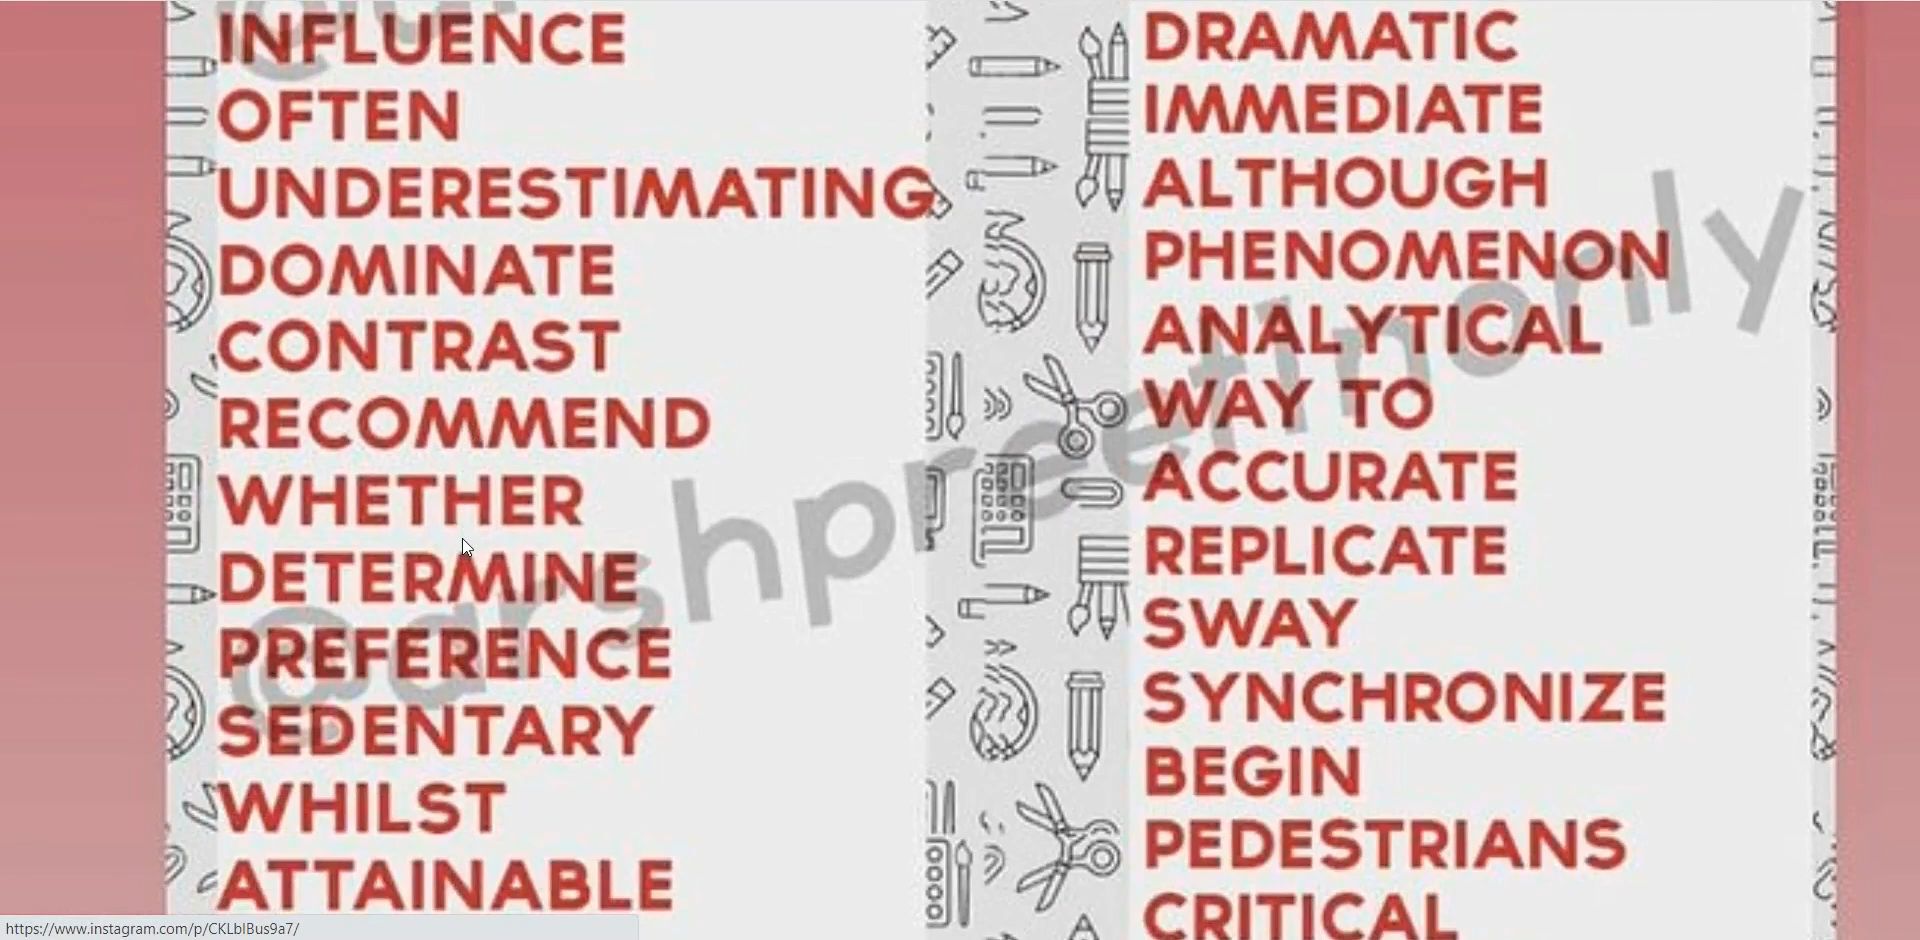 INFLUENCE
OFTEN
UNDERESTIMATING
DOMINATE
CONTRAST
RECOMMEND
WHETHER
DETERMINE
PREFERENCE
SEDENTARY
WHILST
ATTAINABLE
DRAMATIC
IMMEDIATE
ALTHOUGH
PHENOMENON
ANALYTICAL
WAY TO
ACCURATE
REPLICATE
SWAY
SYNCHRONIZE
BEGIN
PEDESTRIANS
CRITICAL
@arshpreetinonly
https://www.instagram.com/p/CKLblBus9a7/